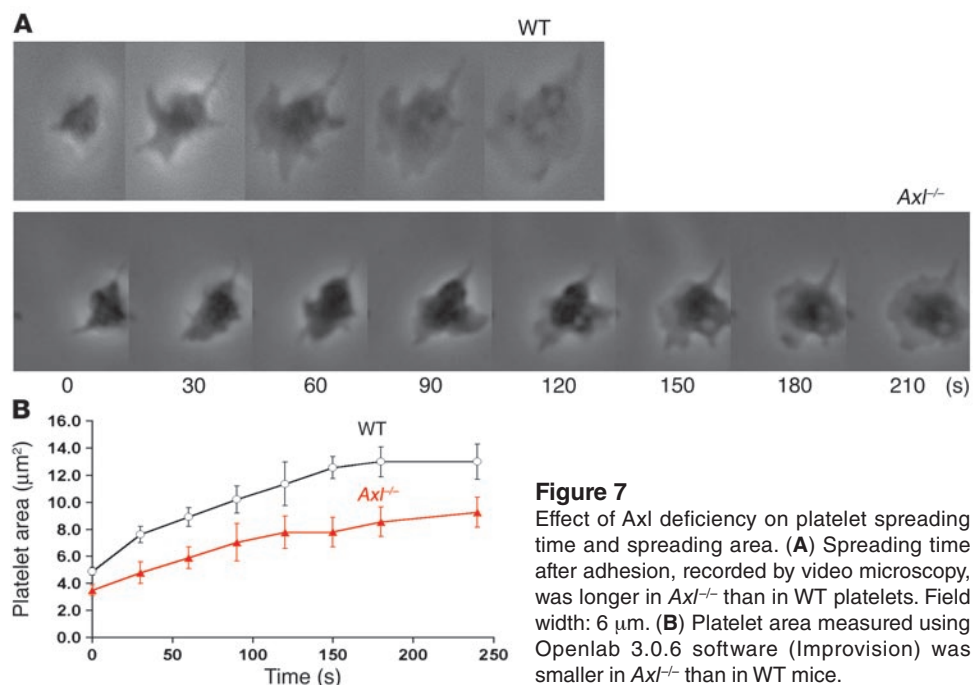 A
WT
Axl–/–
0 30 60 90 120 150 180 210 (s)
B
16.0
14.0
12.0
10.0
8.0
6.0
4.0
2.0
0.0
Platelet area (μm²)
WT
Axl–/–
0 50 100 150 200 250
Time (s)
Figure 7
Effect of Axl deficiency on platelet spreading
time and spreading area. (A) Spreading time
after adhesion, recorded by video microscopy,
was longer in Axl–/– than in WT platelets. Field
width: 6 μm. (B) Platelet area measured using
Openlab 3.0.6 software (Improvision) was
smaller in Axl–/– than in WT mice.